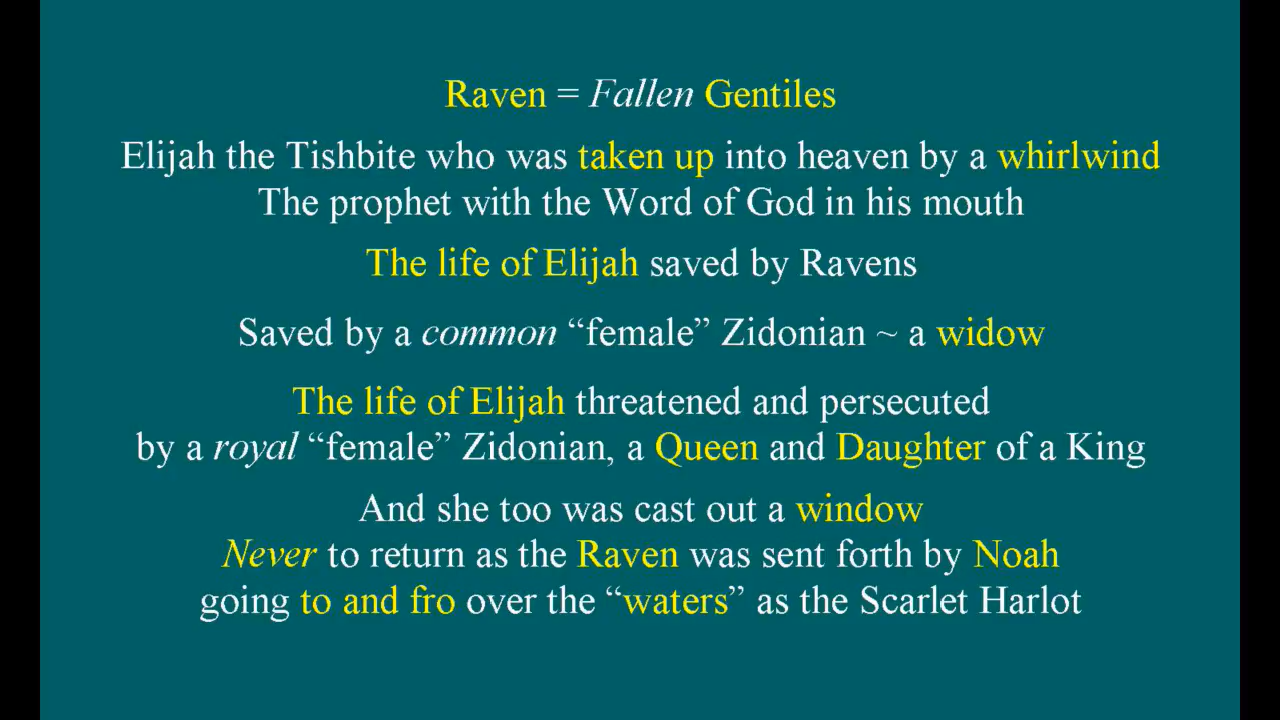 Raven = Fallen Gentiles
Elijah the Tishbite who was taken up into heaven by a whirlwind
The prophet with the Word of God in his mouth
The life of Elijah saved by Ravens
Saved by a common “female” Zidonian ~ a widow
The life of Elijah threatened and persecuted
by a royal “female” Zidonian, a Queen and Daughter of a King
And she too was cast out a window
Never to return as the Raven was sent forth by Noah
going to and fro over the “waters” as the Scarlet Harlot